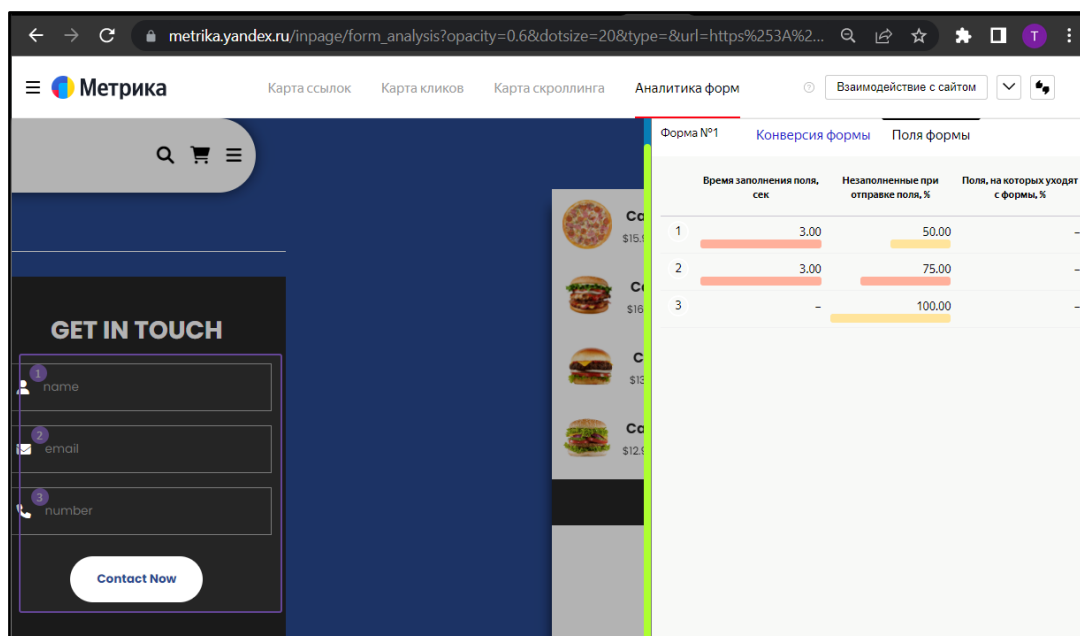 metrika.yandex.ru/inpage/form_analysis?opacity=0.6&dotsize=20&type=&url=https%253A%2...
T
Метрика
Карта ссылок
Карта кликов
Карта скроллинга
Аналитика форм
Взаимодействие с сайтом
Форма №1
Конверсия формы
Поля формы
Время заполнения поля, сек
Незаполненные при отправке поля, %
Поля, на которых уходят с формы, %
1 3.00 50.00 –
2 3.00 75.00 –
3 – 100.00 –
GET IN TOUCH
1
name
2
email
3
number
Contact Now
$15.9
$16
$13
$12.9